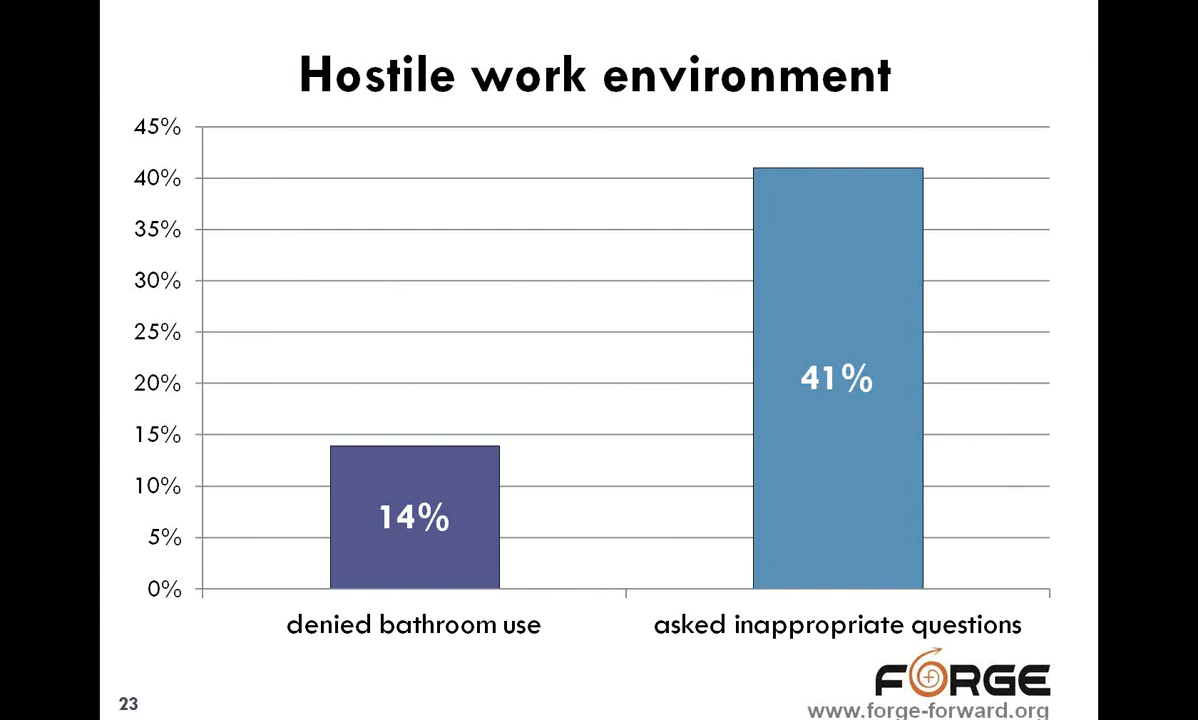 Hostile work environment
45%
40%
35%
30%
25%
20%
15%
10%
5%
0%
14%
41%
denied bathroom use
asked inappropriate questions
FORGE
www.forge-forward.org
23